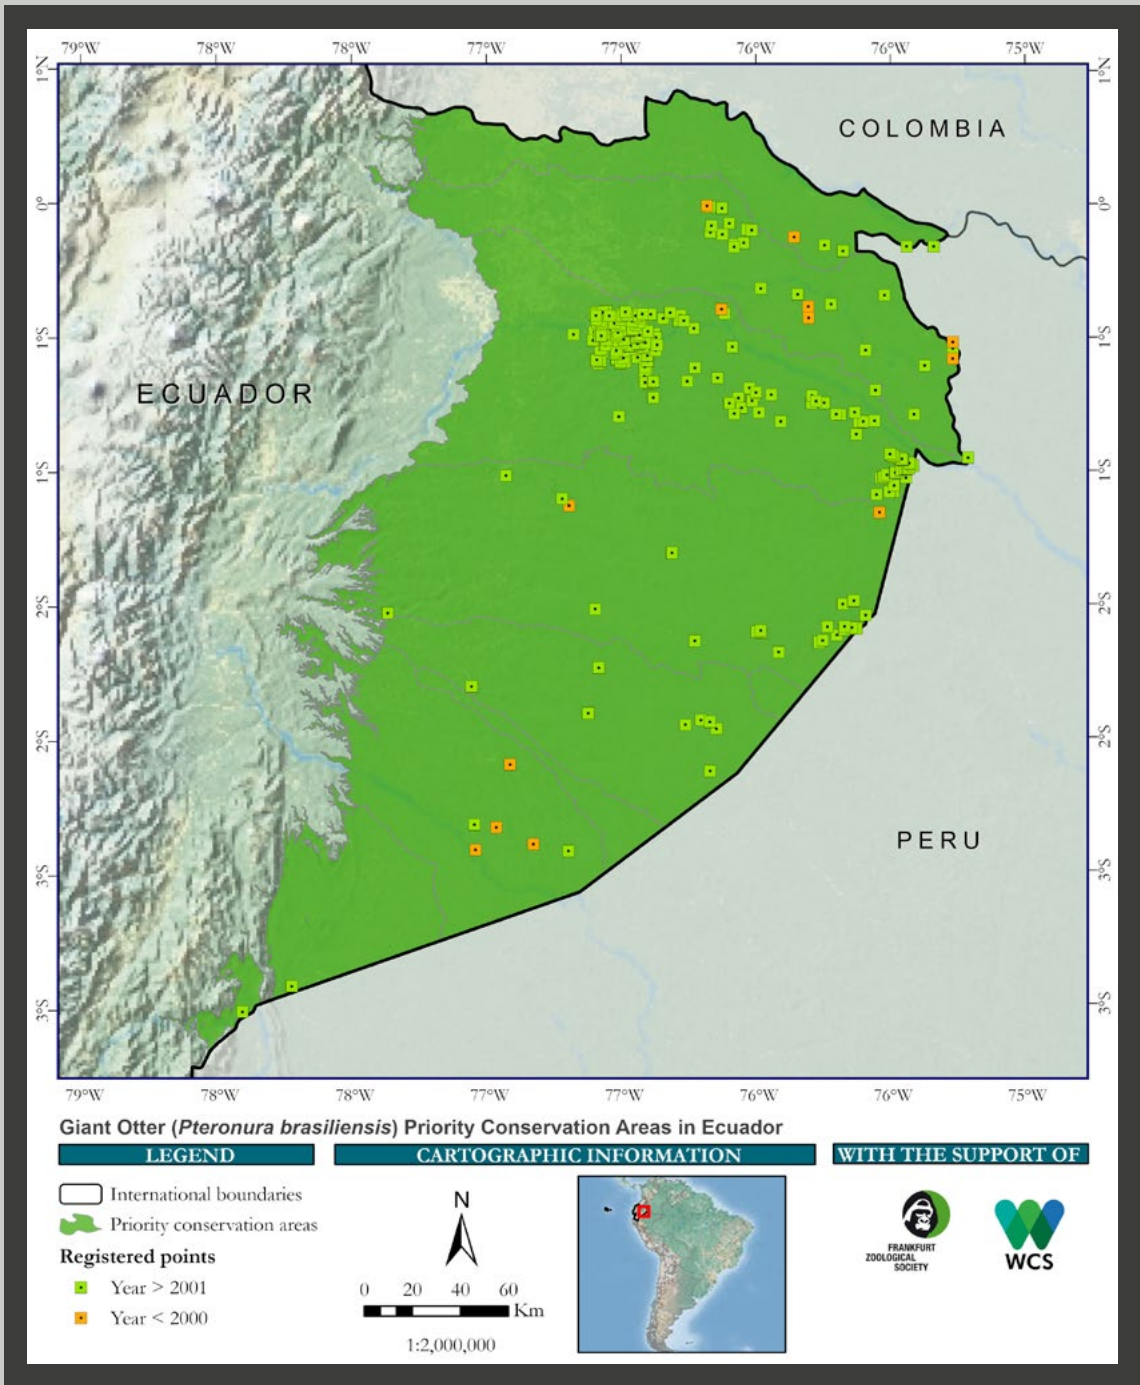 79°W 78°W 78°W 77°W 77°W 76°W 76°W 75°W
1°N 1°N
COLOMBIA
0° 0°
1°S 1°S
ECUADOR
1°S 1°S
2°S 2°S
2°S 2°S
PERU
3°S 3°S
3°S 3°S
79°W 78°W 78°W 77°W 77°W 76°W 76°W 75°W
Giant Otter (Pteronura brasiliensis) Priority Conservation Areas in Ecuador
LEGEND
International boundaries
Priority conservation areas
Registered points
Year > 2001
Year < 2000
CARTOGRAPHIC INFORMATION
N
0 20 40 60
Km
1:2,000,000
WITH THE SUPPORT OF
FRANKFURT
ZOOLOGICAL
SOCIETY
WCS